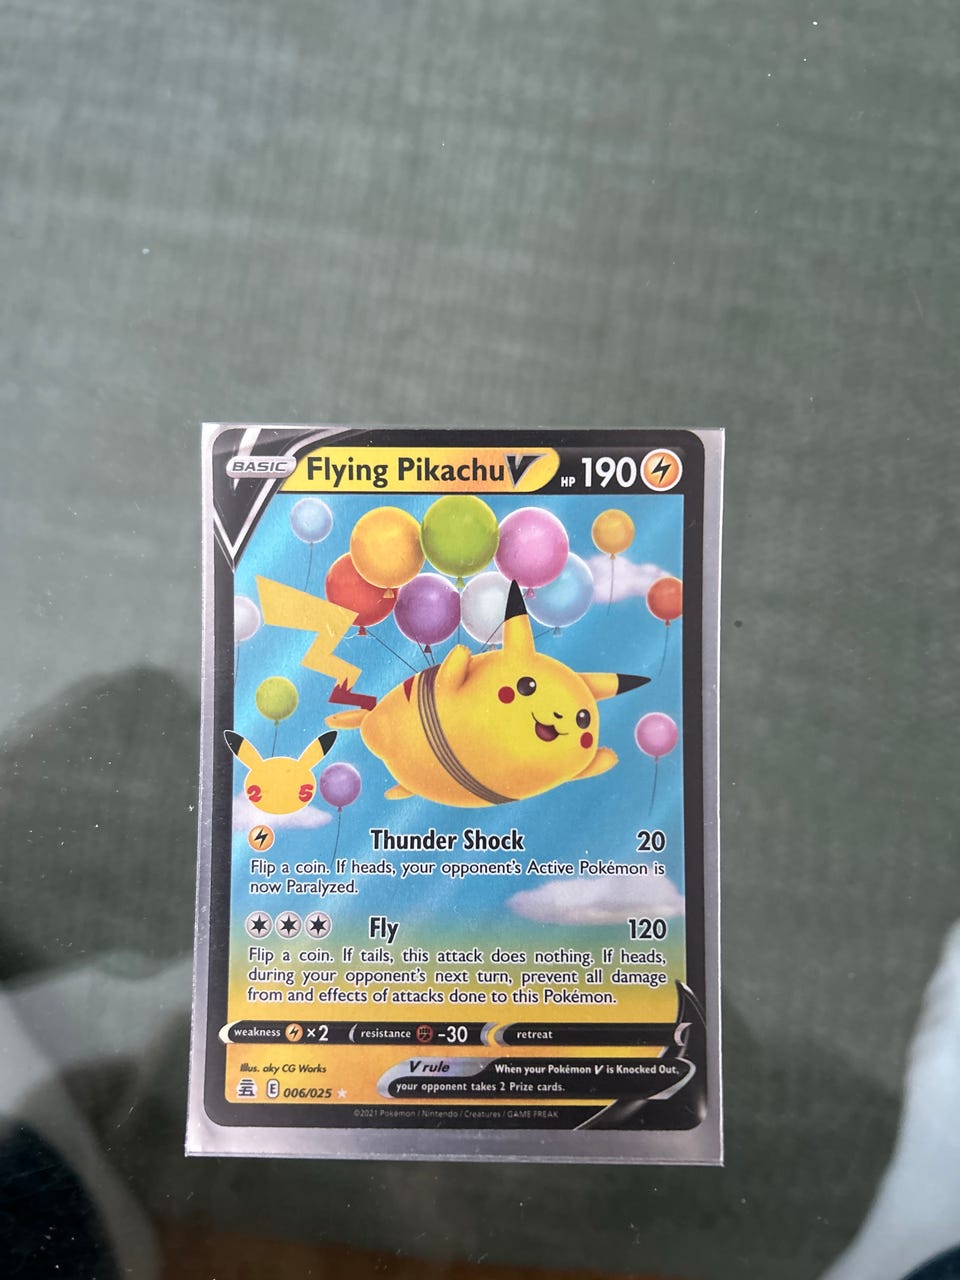 BASIC Flying Pikachu V HP 190
2 5
Thunder Shock 20
Flip a coin. If heads, your opponent's Active Pokémon is
now Paralyzed.
Fly 120
Flip a coin. If tails, this attack does nothing. If heads,
during your opponent's next turn, prevent all damage
from and effects of attacks done to this Pokémon.
weakness ×2 resistance -30 retreat
Illus. aky CG Works
V rule When your Pokémon V is Knocked Out,
your opponent takes 2 Prize cards.
E 006/025
©2021 Pokémon / Nintendo / Creatures / GAME FREAK